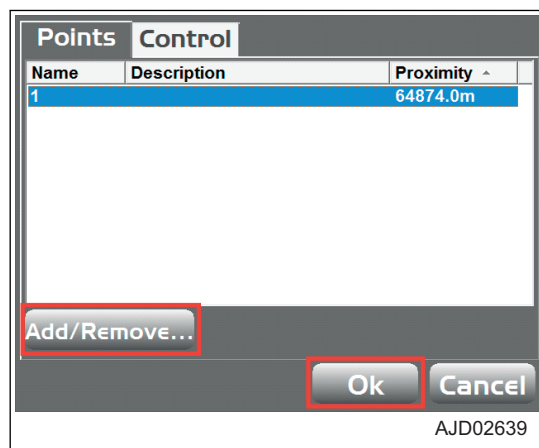 Points Control
Name Description Proximity
1 64874.0m
Add/Remove...
Ok Cancel
AJD02639